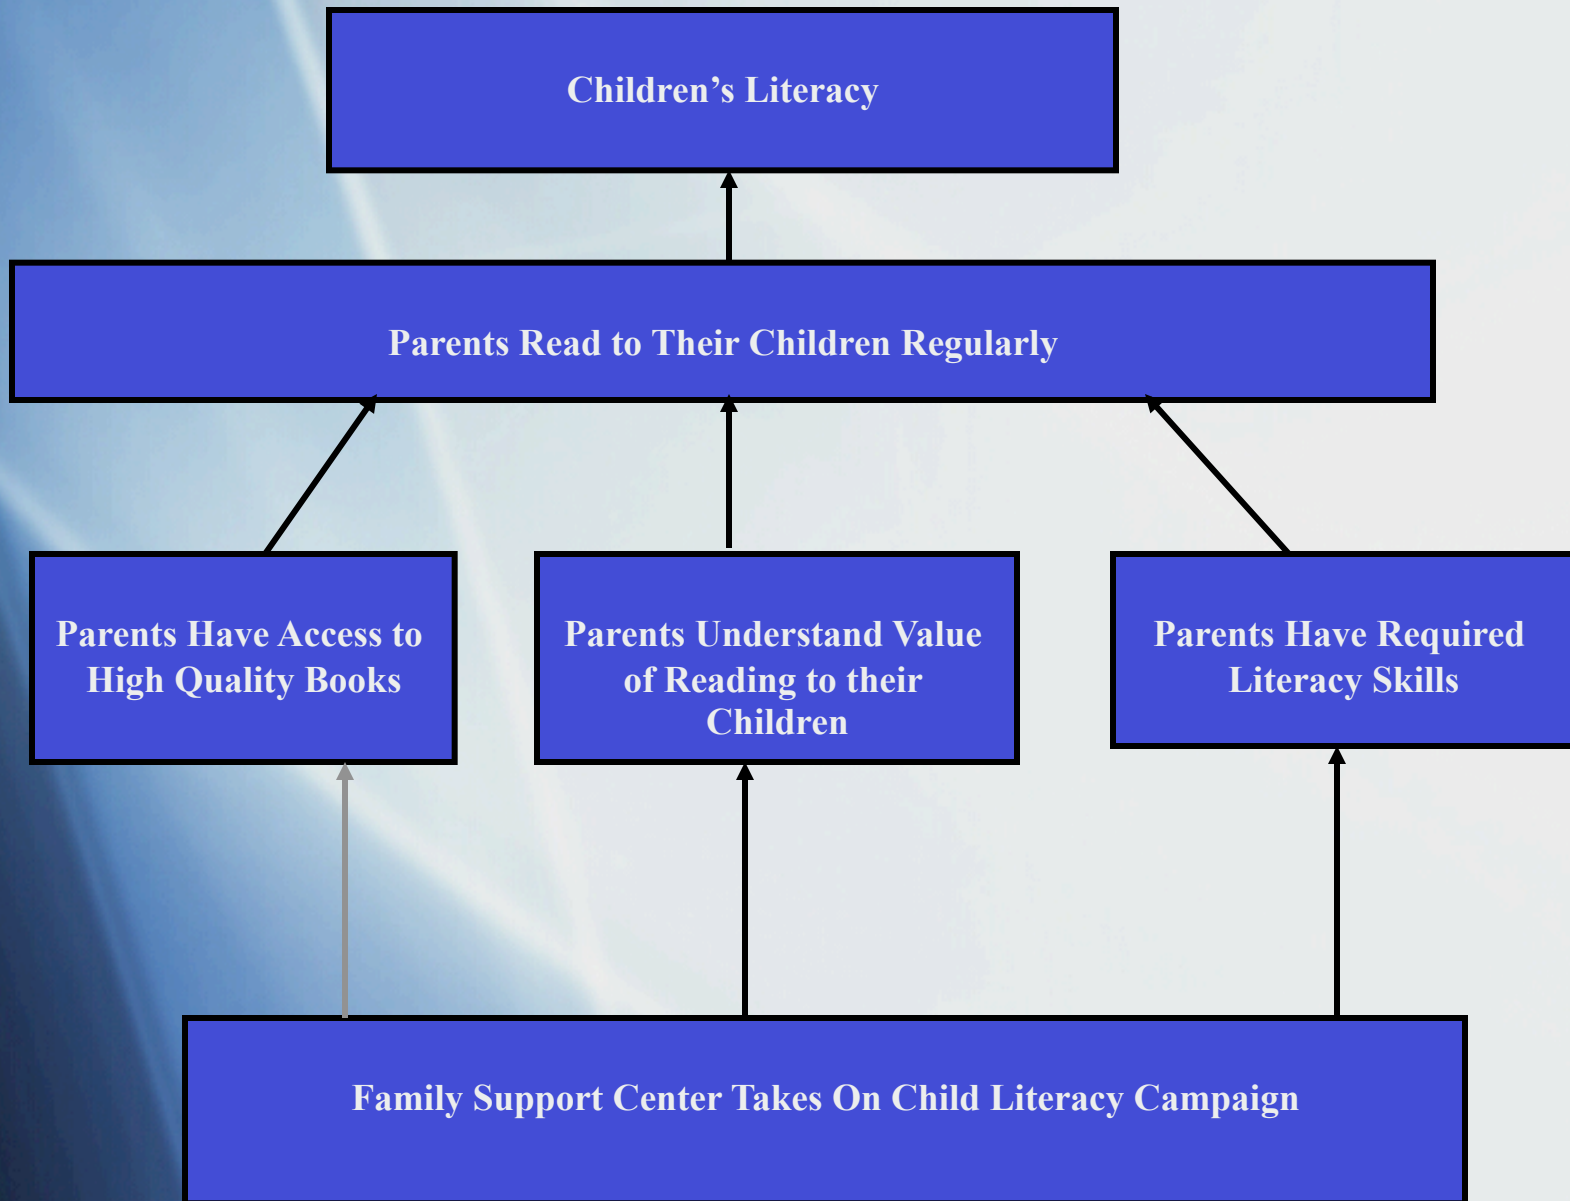 Children’s Literacy
Parents Read to Their Children Regularly
Parents Have Access to
High Quality Books
Parents Understand Value
of Reading to their
Children
Parents Have Required
Literacy Skills
Family Support Center Takes On Child Literacy Campaign